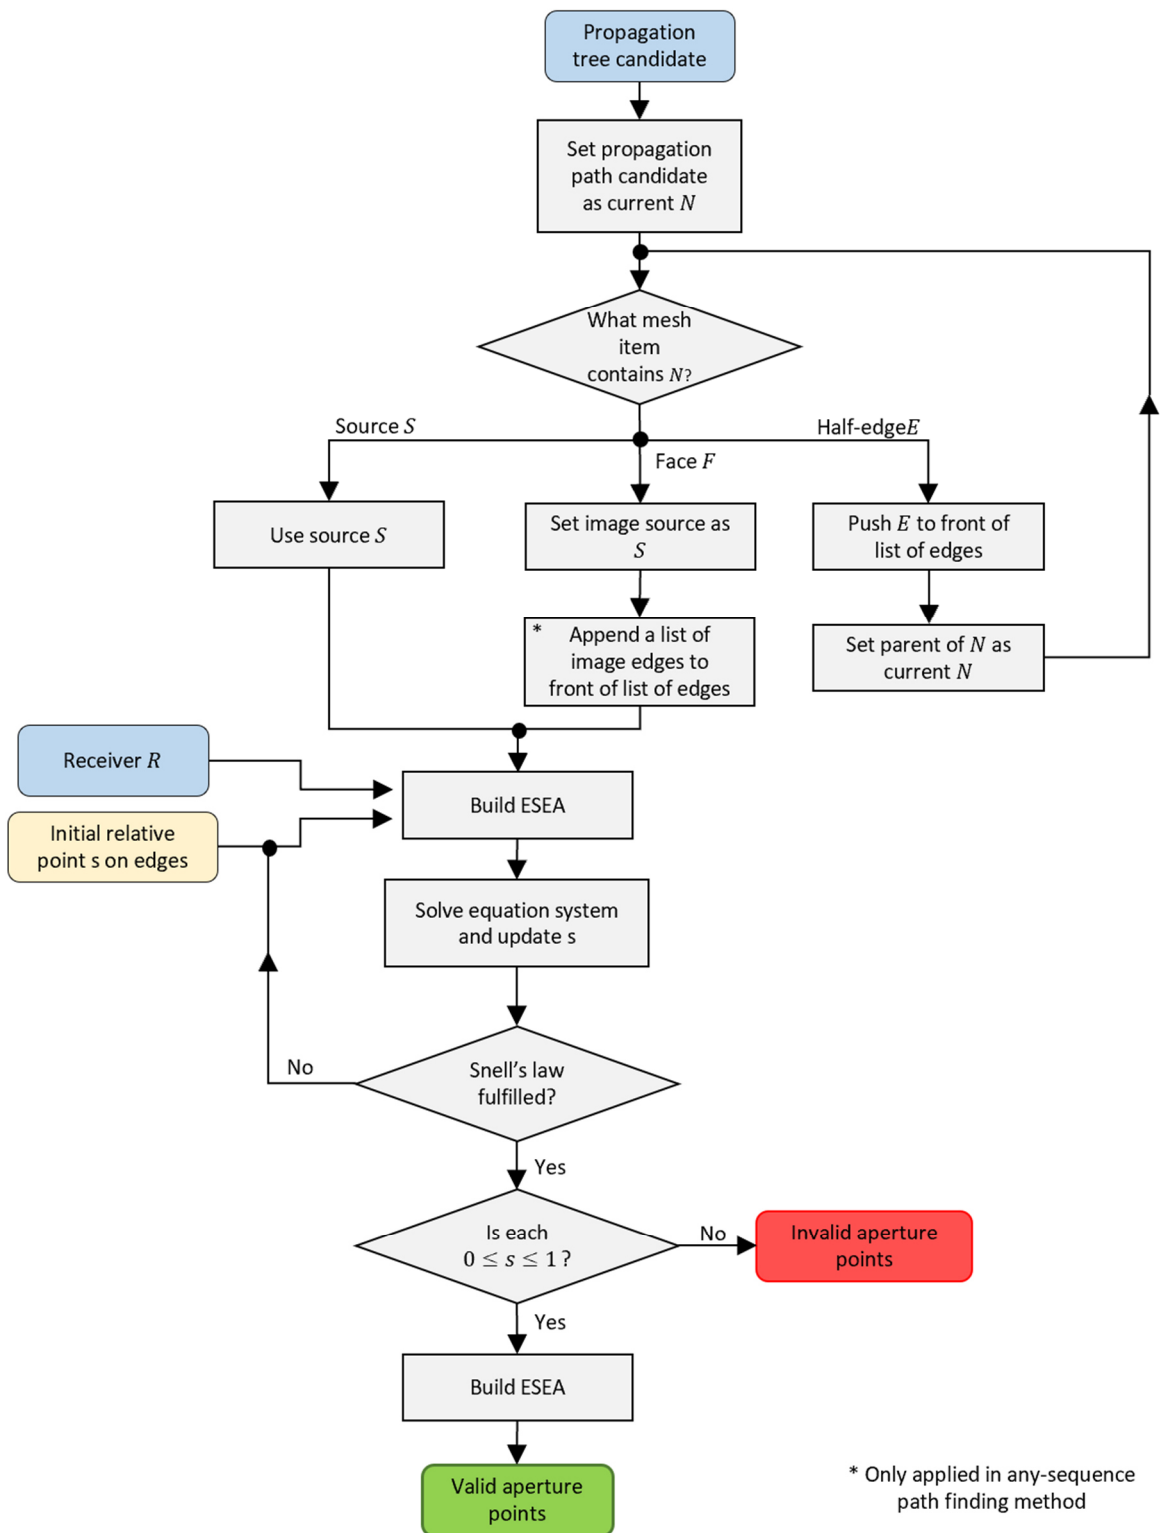 Propagation
tree candidate
Set propagation
path candidate
as current N
What mesh
item
contains N?
Source S
Half-edgeE
Face F
Use source S
Set image source as
S
Push E to front of
list of edges
* Append a list of
image edges to
front of list of edges
Set parent of N as
current N
Receiver R
Build ESEA
Initial relative
point s on edges
Solve equation system
and update s
No
Snell's law
fulfilled?
Yes
Is each
0 ≤ s ≤ 1?
No
Invalid aperture
points
Yes
Build ESEA
Valid aperture
points
* Only applied in any-sequence
path finding method